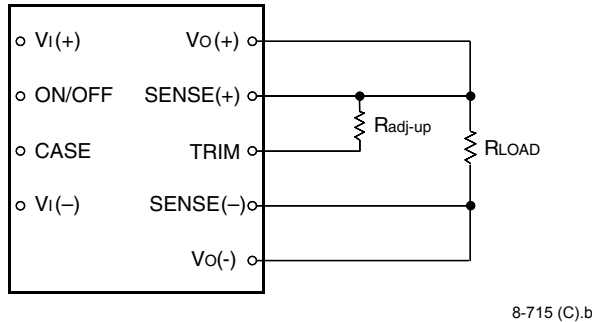 VI(+) VO(+)
ON/OFF SENSE(+)
Radj-up
CASE TRIM RLOAD
VI(–) SENSE(–)
VO(-)
8-715 (C).b